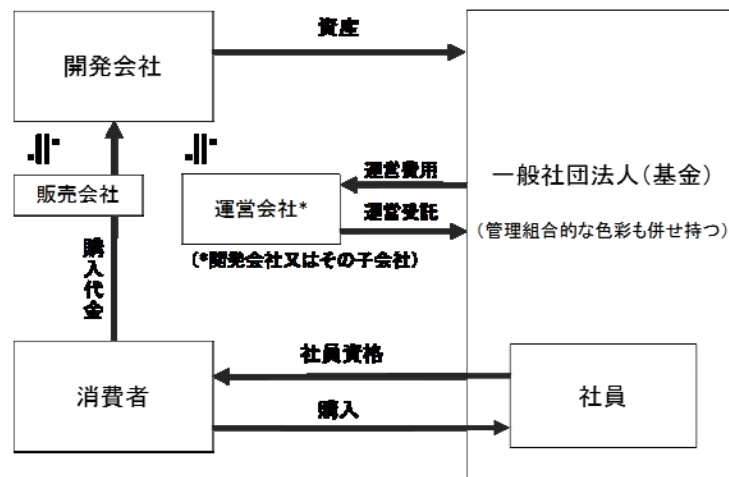 資産
開発会社
販売会社
運営費用
運営会社*
運営受託
(*開発会社又はその子会社)
一般社団法人(基金)
(管理組合的な色彩も併せ持つ)
購入代金
社員資格
消費者
社員
購入